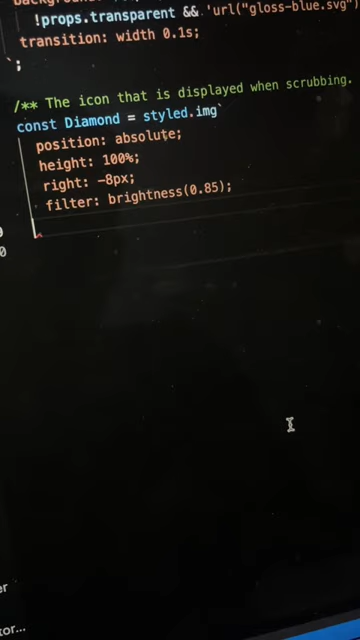 !props.transparent && 'url("gloss-blue.svg")
transition: width 0.1s;
`;
/** The icon that is displayed when scrubbing.
const Diamond = styled.img`
position: absolute;
height: 100%;
right: -8px;
filter: brightness(0.85);